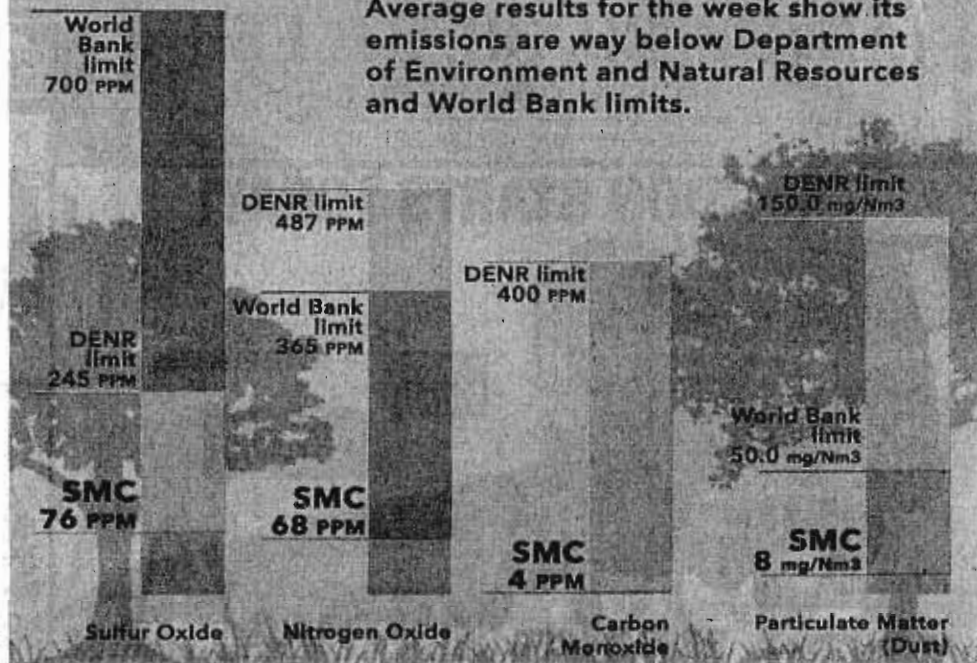 Average results for the week show its
emissions are way below Department
of Environment and Natural Resources
and World Bank limits.
World
Bank
limit
700 PPM
DENR
limit
245 PPM
SMC
76 PPM
Sulfur Oxide
DENR limit
487 PPM
World Bank
limit
365 PPM
SMC
68 PPM
Nitrogen Oxide
DENR limit
400 PPM
SMC
4 PPM
Carbon
Monoxide
DENR limit
150.0 mg/Nm3
World Bank
limit
50.0 mg/Nm3
SMC
8 mg/Nm3
Particulate Matter
(Dust)